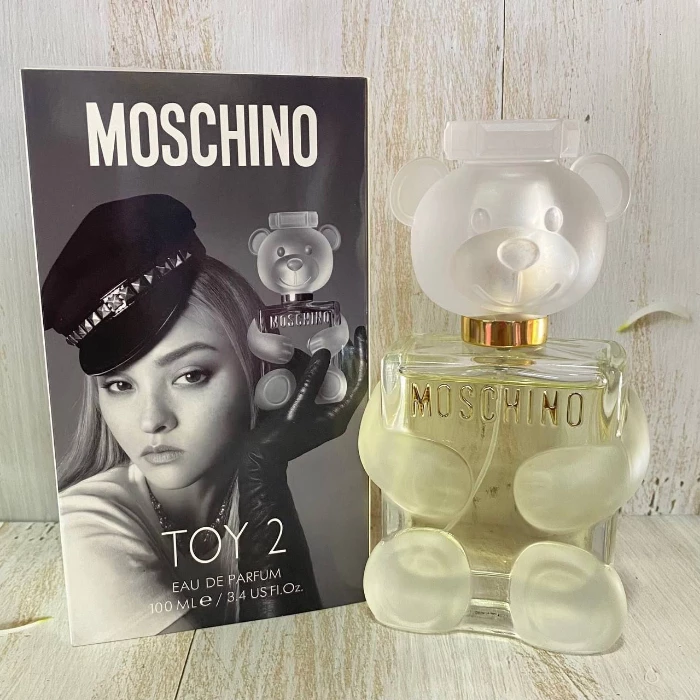 MOSCHINO
MOSCHINO
TOY 2
EAU DE PARFUM
100 ML e / 3.4 US Fl.Oz.
MOSCHINO